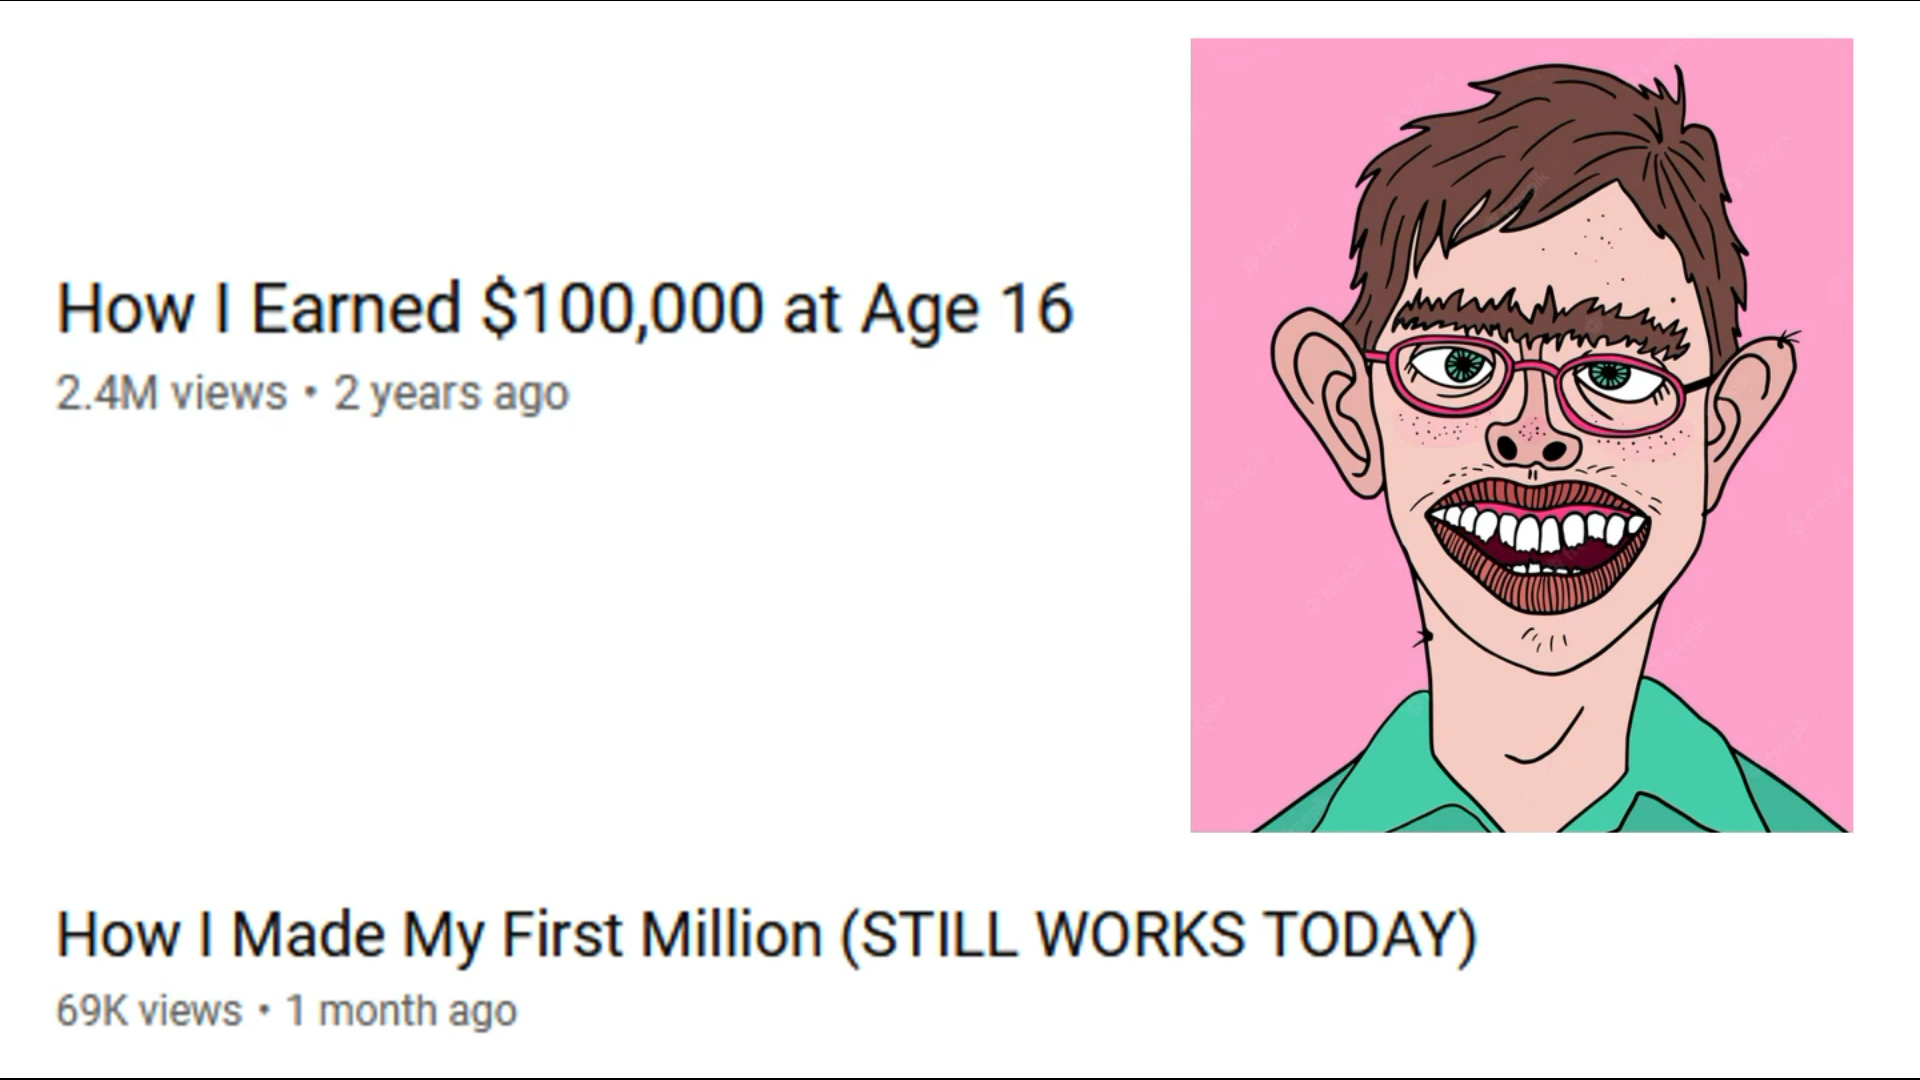 How I Earned $100,000 at Age 16
2.4M views • 2 years ago
How I Made My First Million (STILL WORKS TODAY)
69K views • 1 month ago